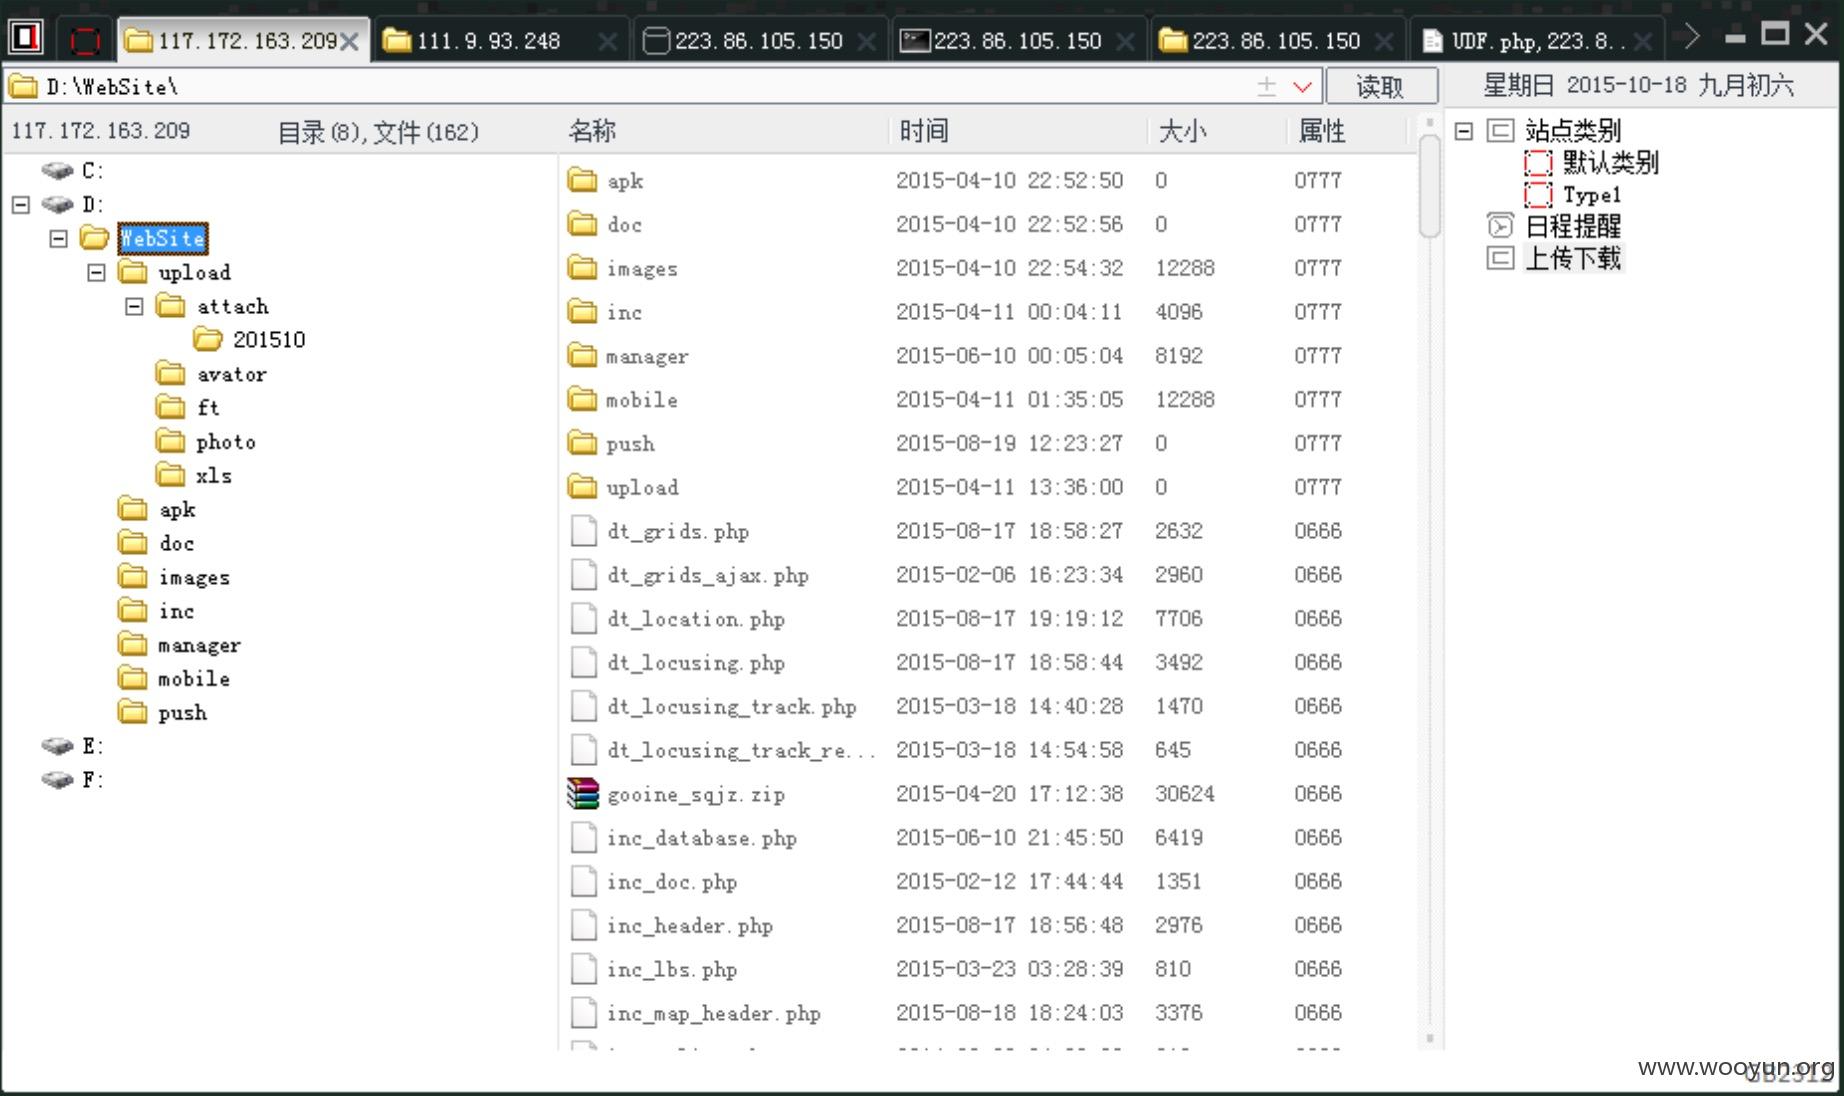 117.172.163.209 111.9.93.248 223.86.105.150 223.86.105.150 223.86.105.150 UDF.php,223.8..
D:\WebSite\ 读取 星期日 2015-10-18 九月初六
117.172.163.209 目录(8),文件(162)
C:
D:
WebSite
upload
attach
201510
avator
ft
photo
xls
apk
doc
images
inc
manager
mobile
push
E:
F:
名称 时间 大小 属性
apk 2015-04-10 22:52:50 0 0777
doc 2015-04-10 22:52:56 0 0777
images 2015-04-10 22:54:32 12288 0777
inc 2015-04-11 00:04:11 4096 0777
manager 2015-06-10 00:05:04 8192 0777
mobile 2015-04-11 01:35:05 12288 0777
push 2015-08-19 12:23:27 0 0777
upload 2015-04-11 13:36:00 0 0777
dt_grids.php 2015-08-17 18:58:27 2632 0666
dt_grids_ajax.php 2015-02-06 16:23:34 2960 0666
dt_location.php 2015-08-17 19:19:12 7706 0666
dt_locusing.php 2015-08-17 18:58:44 3492 0666
dt_locusing_track.php 2015-03-18 14:40:28 1470 0666
dt_locusing_track_re... 2015-03-18 14:54:58 645 0666
gooine_sqjz.zip 2015-04-20 17:12:38 30624 0666
inc_database.php 2015-06-10 21:45:50 6419 0666
inc_doc.php 2015-02-12 17:44:44 1351 0666
inc_header.php 2015-08-17 18:56:48 2976 0666
inc_lbs.php 2015-03-23 03:28:39 810 0666
inc_map_header.php 2015-08-18 18:24:03 3376 0666
站点类别
默认类别
Type1
日程提醒
上传下载
www.wooyun.org
GB2312